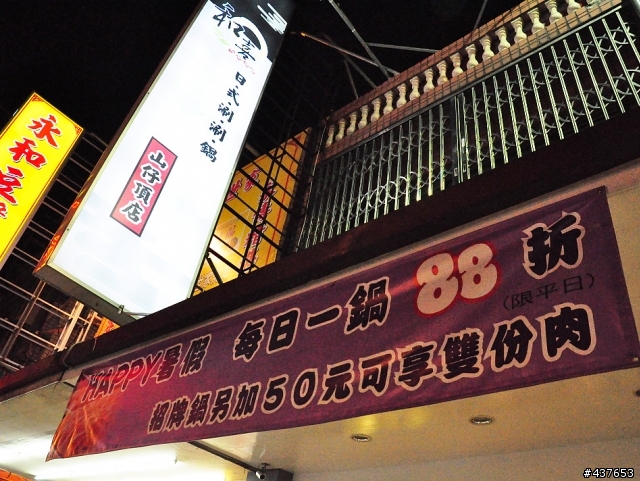 永和豆
最喜
日式涮涮鍋
山仔頂店
HAPPY暑假 每日一鍋 88 折
(限平日)
招牌鍋另加50元可享雙份肉
#437653